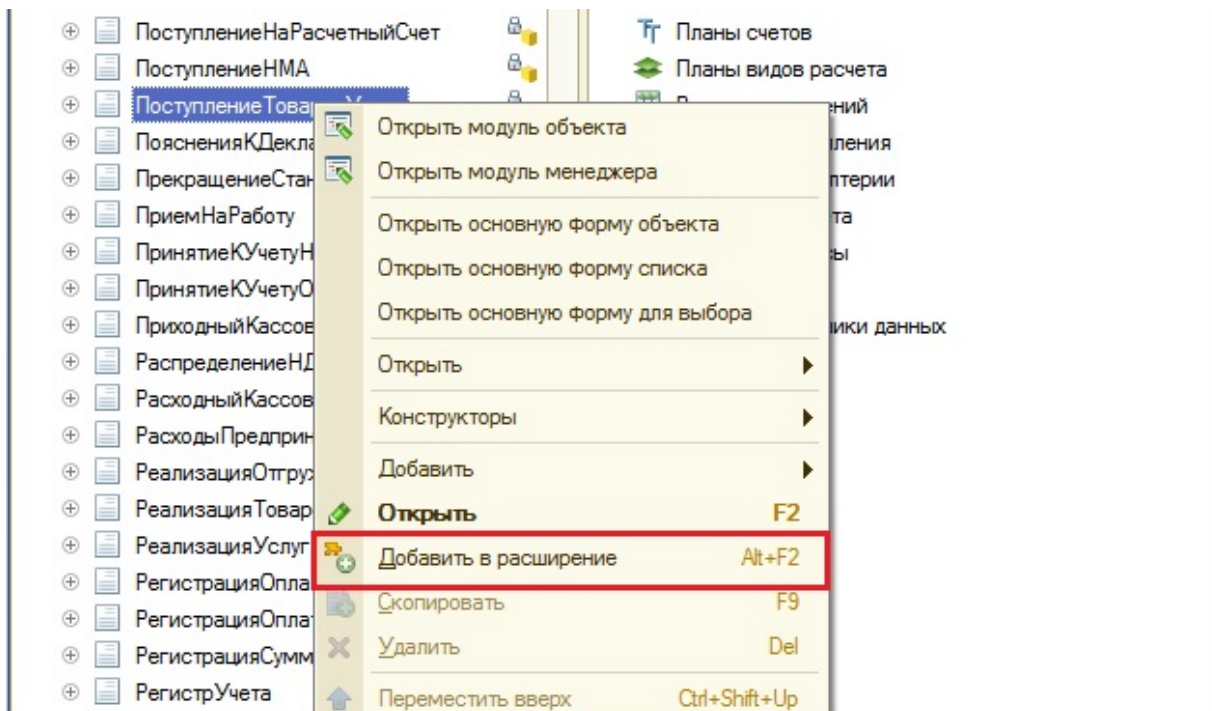 ПоступлениеНаРасчетныйСчет
ПоступлениеНМА
ПоступлениеТова
ПоясненияКДекла
ПрекращениеСтан
ПриемНаРаботу
ПринятиеКУчетуН
ПринятиеКУчетуО
ПриходныйКассов
РаспределениеНД
РасходныйКассов
РасходыПредприн
РеализацияОтгруз
РеализацияТовар
РеализацияУслуг
РегистрацияОпла
РегистрацияОплат
РегистрацияСумм
РегистрУчета
Открыть модуль объекта
Открыть модуль менеджера
Открыть основную форму объекта
Открыть основную форму списка
Открыть основную форму для выбора
Открыть
Конструкторы
Добавить
Открыть F2
Добавить в расширение Alt+F2
Скопировать F9
Удалить Del
Переместить вверх Ctrl+Shift+Up
Планы счетов
Планы видов расчета
ений
ления
лтерии
та
ы
ики данных